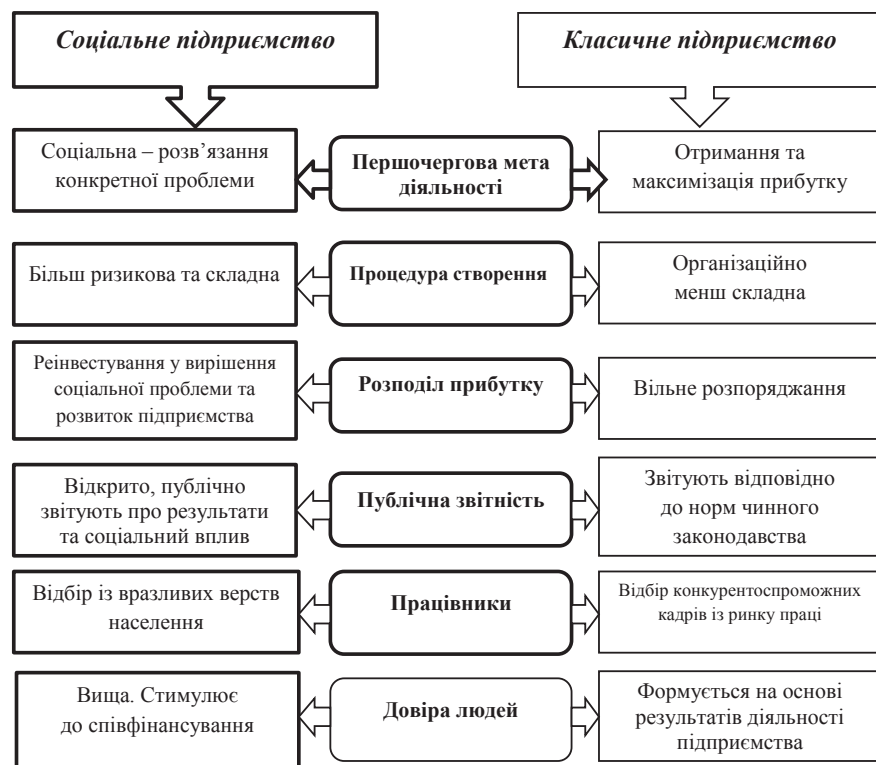 Соціальне підприємство
Класичне підприємство
Соціальна – розв’язання
конкретної проблеми
Першочергова мета
діяльності
Отримання та
максимізація прибутку
Більш ризикова та складна
Процедура створення
Організаційно
менш складна
Реінвестування у вирішення
соціальної проблеми та
розвиток підприємства
Розподіл прибутку
Вільне розпоряджання
Відкрито, публічно
звітують про результати
та соціальний вплив
Публічна звітність
Звітують відповідно
до норм чинного
законодавства
Відбір із вразливих верств
населення
Працівники
Відбір конкурентоспроможних
кадрів із ринку праці
Вища. Стимулює
до співфінансування
Довіра людей
Формується на основі
результатів діяльності
підприємства